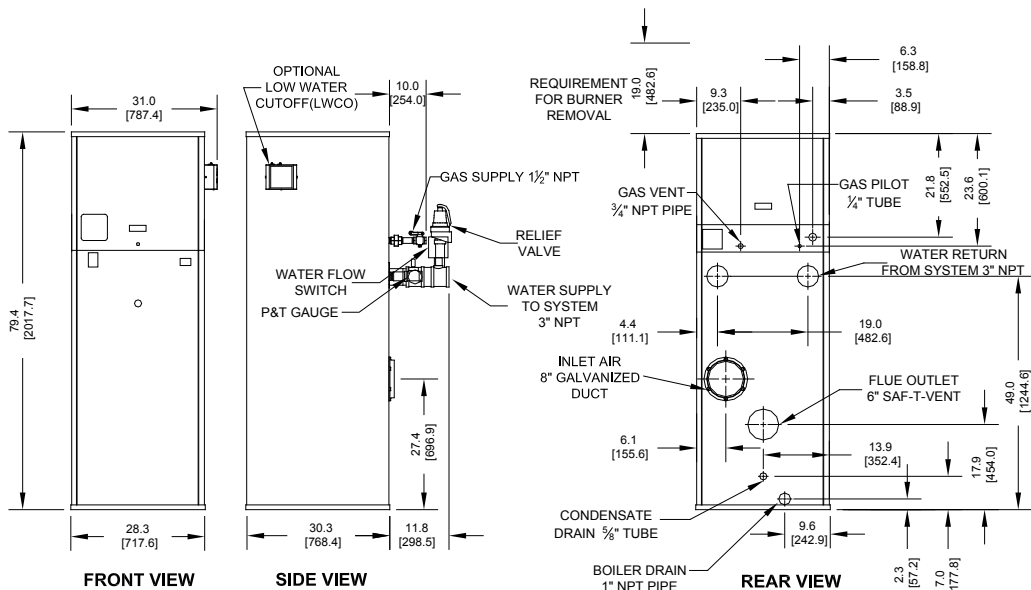 31.0
[787.4]
79.4
[2017.7]
28.3
[717.6]
FRONT VIEW
OPTIONAL
LOW WATER
CUTOFF(LWCO)
10.0
[254.0]
GAS SUPPLY 1½" NPT
RELIEF
VALVE
WATER FLOW
SWITCH
P&T GAUGE
WATER SUPPLY
TO SYSTEM
3" NPT
27.4
[696.9]
30.3
[768.4]
11.8
[298.5]
SIDE VIEW
REQUIREMENT
FOR BURNER
REMOVAL
19.0
[482.6]
6.3
[158.8]
9.3
[235.0]
3.5
[88.9]
21.8
[552.5]
23.6
[600.1]
GAS VENT
¾" NPT PIPE
GAS PILOT
¼" TUBE
WATER RETURN
FROM SYSTEM 3" NPT
4.4
[111.1]
19.0
[482.6]
INLET AIR
8" GALVANIZED
DUCT
FLUE OUTLET
6" SAF-T-VENT
49.0
[1244.6]
6.1
[155.6]
13.9
[352.4]
17.9
[454.0]
CONDENSATE
DRAIN ⅝" TUBE
9.6
[242.9]
BOILER DRAIN
1" NPT PIPE
2.3
[57.2]
7.0
[177.8]
REAR VIEW